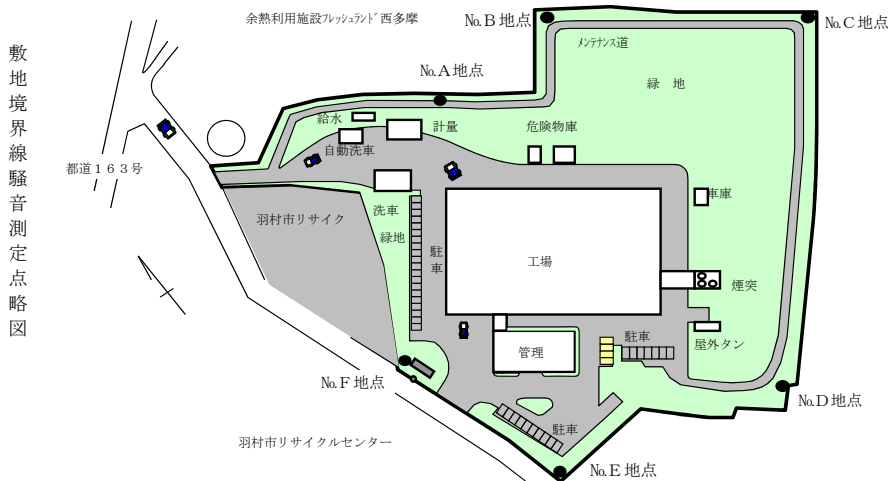 敷地境界線騒音測定点略図
余熱利用施設フレッシュランド西多摩
No.B地点
No.C地点
メンテナンス道
No.A地点
緑 地
給水
計量
危険物庫
自動洗車
都道163号
車庫
洗車
羽村市リサイク
緑地
駐車
工場
煙突
駐車
屋外タン
管理
No.F地点
No.D地点
駐車
羽村市リサイクルセンター
No.E地点